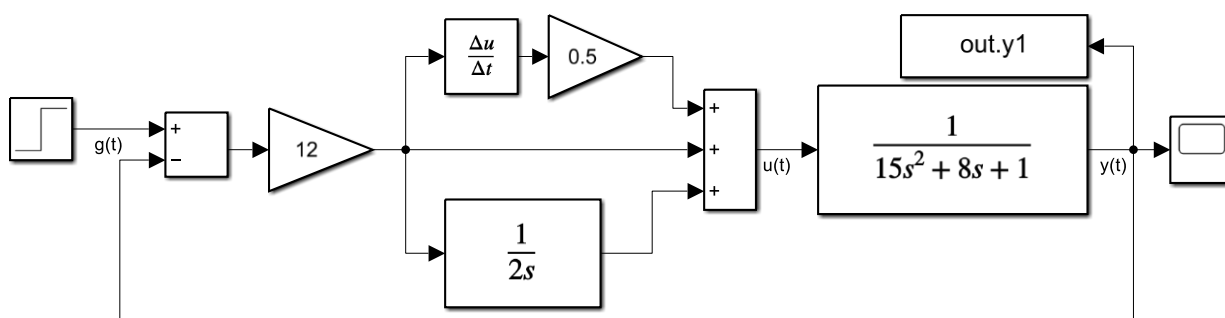 Δu
Δt
0.5
out.y1
+
g(t)
−
12
+
+
+
u(t)
1
15s² + 8s + 1
y(t)
1
2s